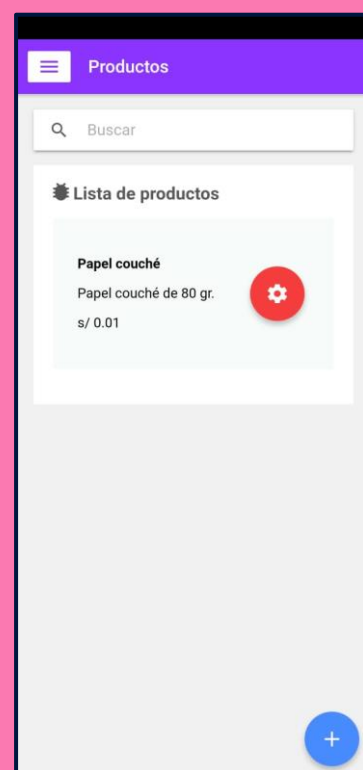 Productos
Buscar
Lista de productos
Papel couché
Papel couché de 80 gr.
s/ 0.01